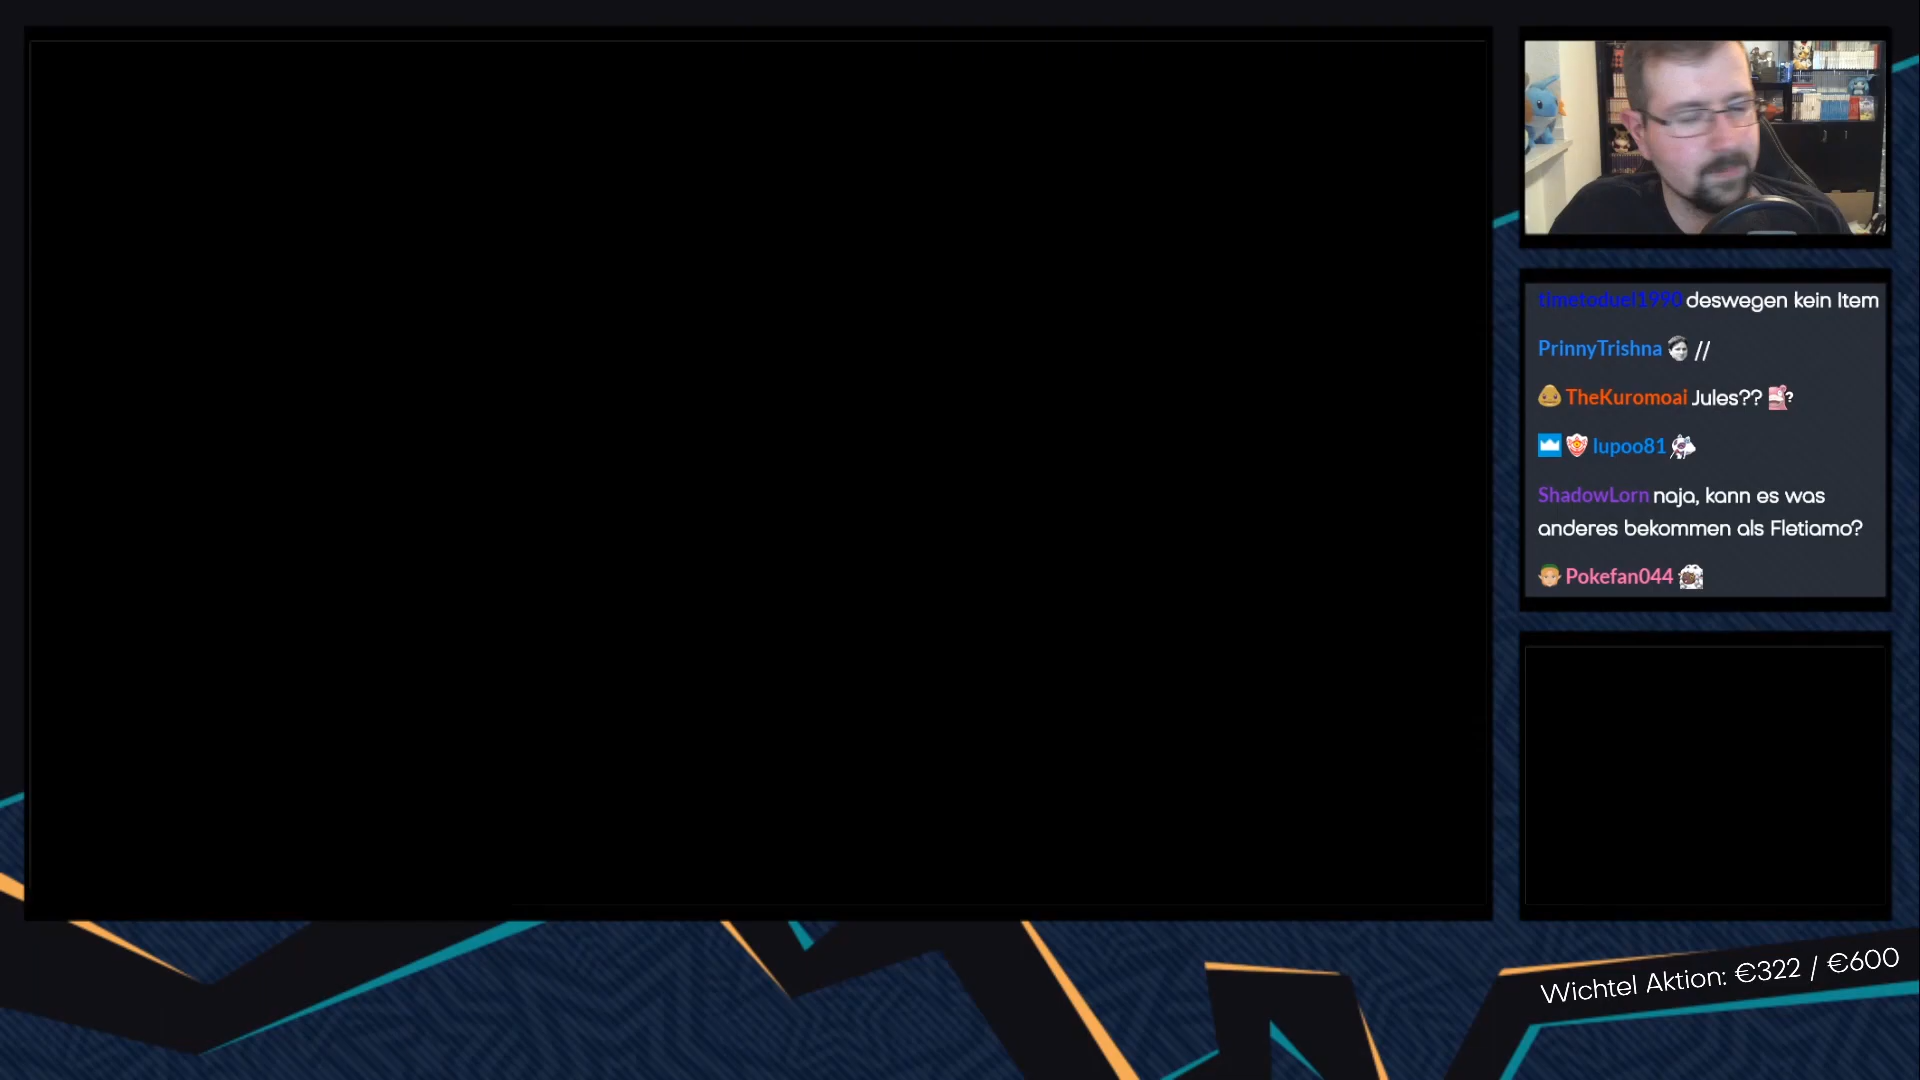 timetoduel1990 deswegen kein Item
PrinnyTrishna //
TheKuromoai Jules??
lupoo81
ShadowLorn naja, kann es was
anderes bekommen als Fletiamo?
Pokefan044
Wichtel Aktion: €322 / €600